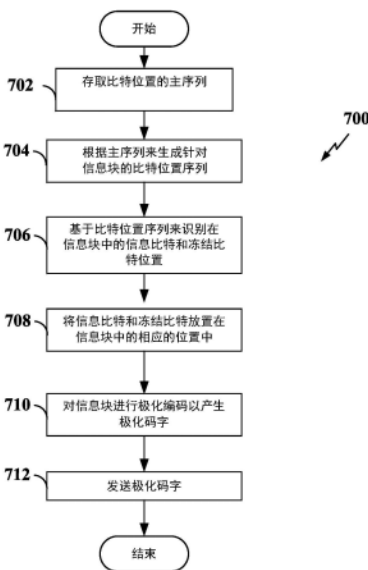 开始
702
存取比特位置的主序列
700
704
根据主序列来生成针对
信息块的比特位置序列
706
基于比特位置序列来识别在
信息块中的信息比特和冻结比
特位置
708
将信息比特和冻结比特放置在
信息块中的相应的位置中
710
对信息块进行极化编码以产生
极化码字
712
发送极化码字
结束